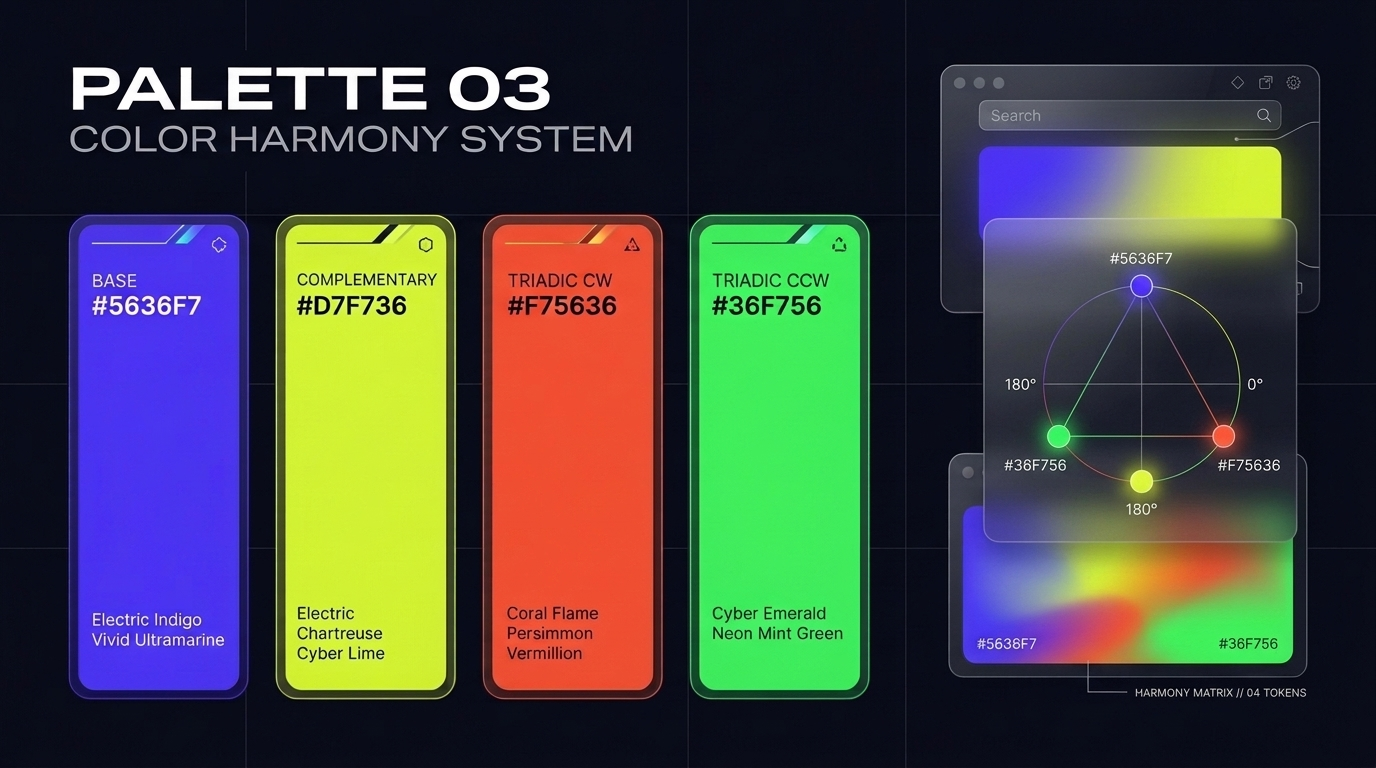 PALETTE 03
COLOR HARMONY SYSTEM
BASE
#5636F7
Electric Indigo
Vivid Ultramarine
COMPLEMENTARY
#D7F736
Electric
Chartreuse
Cyber Lime
TRIADIC CW
#F75636
Coral Flame
Persimmon
Vermillion
TRIADIC CCW
#36F756
Cyber Emerald
Neon Mint Green
Search
#5636F7
180°
0°
#36F756
#F75636
180°
#5636F7
#36F756
HARMONY MATRIX // 04 TOKENS